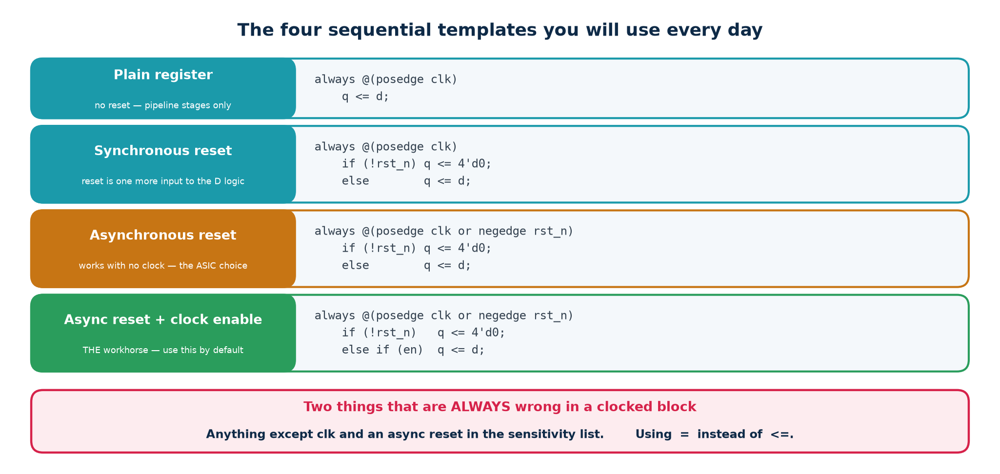 The four sequential templates you will use every day
Plain register
no reset — pipeline stages only
always @(posedge clk)
    q <= d;
Synchronous reset
reset is one more input to the D logic
always @(posedge clk)
    if (!rst_n) q <= 4'd0;
    else        q <= d;
Asynchronous reset
works with no clock — the ASIC choice
always @(posedge clk or negedge rst_n)
    if (!rst_n) q <= 4'd0;
    else        q <= d;
Async reset + clock enable
THE workhorse — use this by default
always @(posedge clk or negedge rst_n)
    if (!rst_n)   q <= 4'd0;
    else if (en)  q <= d;
Two things that are ALWAYS wrong in a clocked block
Anything except clk and an async reset in the sensitivity list.        Using  =  instead of  <=.